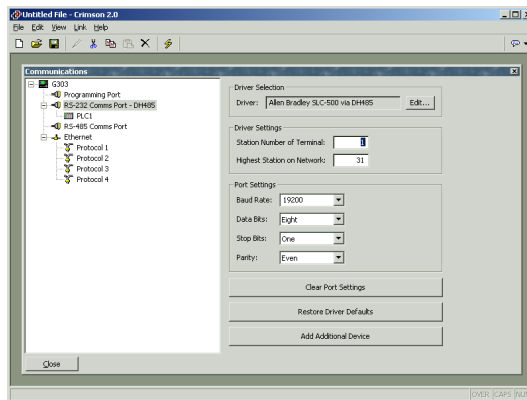 Untitled File - Crimson 2.0
File Edit View Link Help
Communications
G303
Programming Port
RS-232 Comms Port - DH485
PLC1
RS-485 Comms Port
Ethernet
Protocol 1
Protocol 2
Protocol 3
Protocol 4
Driver Selection
Driver: Allen Bradley SLC-500 via DH485 Edit...
Driver Settings
Station Number of Terminal: 1
Highest Station on Network: 31
Port Settings
Baud Rate: 19200
Data Bits: Eight
Stop Bits: One
Parity: Even
Clear Port Settings
Restore Driver Defaults
Add Additional Device
Close
OVER CAPS NU